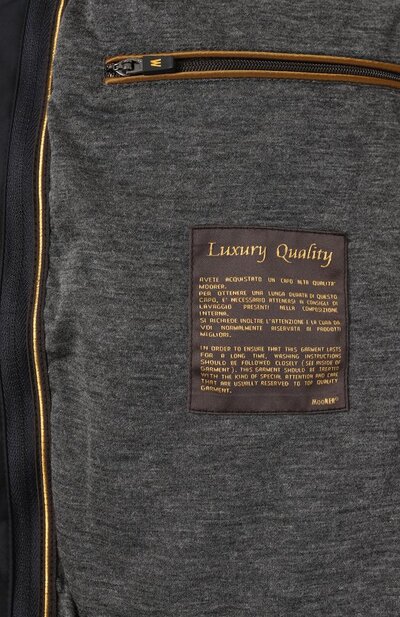 W
Luxury Quality
AVETE ACQUISTATO UN CAPO ALTA QUALITA'
MOORER.
PER OTTENERE UNA LUNGA DURATA DI QUESTO
CAPO, E' NECESSARIO ATTENERSI AI CONSIGLI DI
LAVAGGIO PRESENTI NELLA COMPOSIZIONE
INTERNA.
SI RICHIEDE INOLTRE L'ATTENZIONE E LA CURA DA
VOI NORMALMENTE RISERVATA AI PRODOTTI
MIGLIORI.
IN ORDER TO ENSURE THAT THIS GARMENT LASTS
FOR A LONG TIME, WASHING INSTRUCTIONS
SHOULD BE FOLLOWED CLOSELY (SEE INSIDE OF
GARMENT). THIS GARMENT SHOULD BE TREATED
WITH THE KIND OF SPECIAL ATTENTION AND CARE
THAT ARE USUALLY RESERVED TO TOP QUALITY
GARMENT.
MOORER®